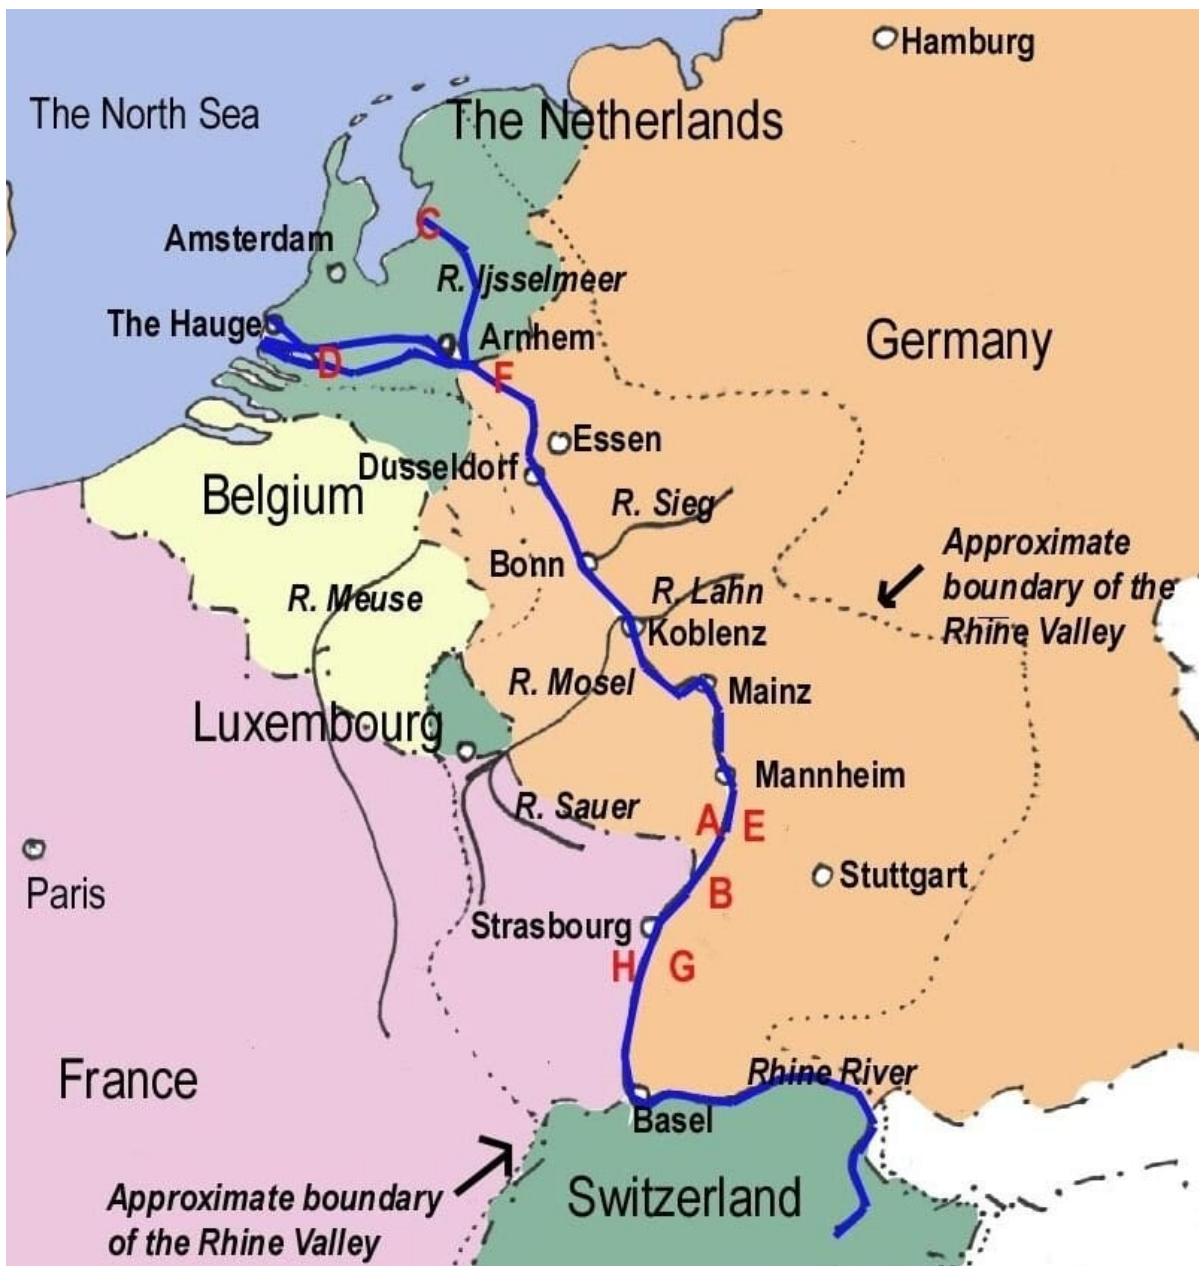 Hamburg
The North Sea
The Netherlands
Amsterdam
C
R. Ijsselmeer
The Hauge
Arnhem
Germany
D
F
Essen
Dusseldorf
Belgium
R. Sieg
Approximate
boundary of the
Rhine Valley
Bonn
R. Lahn
R. Meuse
Koblenz
R. Mosel
Mainz
Luxembourg
Mannheim
R. Sauer
A
E
Stuttgart
Paris
B
Strasbourg
H
G
France
Rhine River
Basel
Switzerland
Approximate boundary
of the Rhine Valley